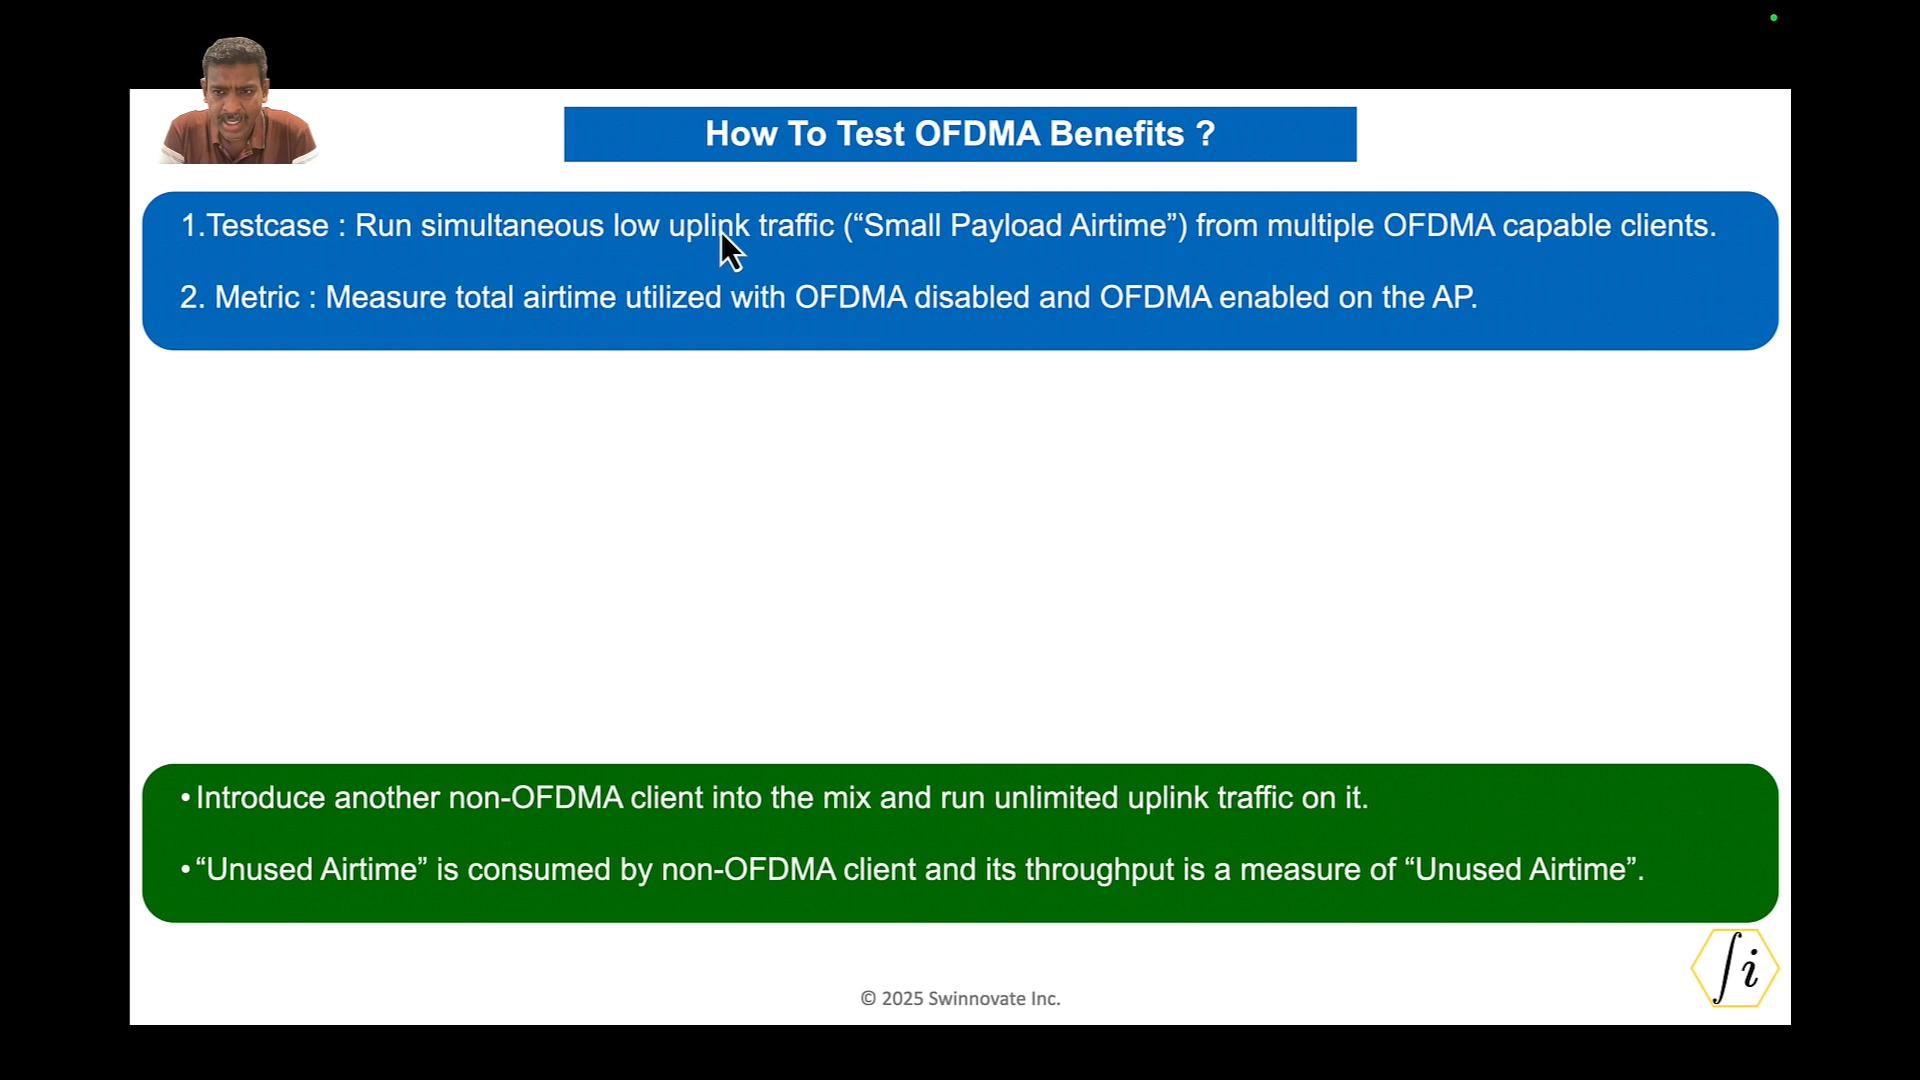 How To Test OFDMA Benefits ?
1.Testcase : Run simultaneous low uplink traffic (“Small Payload Airtime”) from multiple OFDMA capable clients.
2. Metric : Measure total airtime utilized with OFDMA disabled and OFDMA enabled on the AP.
• Introduce another non-OFDMA client into the mix and run unlimited uplink traffic on it.
• “Unused Airtime” is consumed by non-OFDMA client and its throughput is a measure of “Unused Airtime”.
∫i
© 2025 Swinnovate Inc.